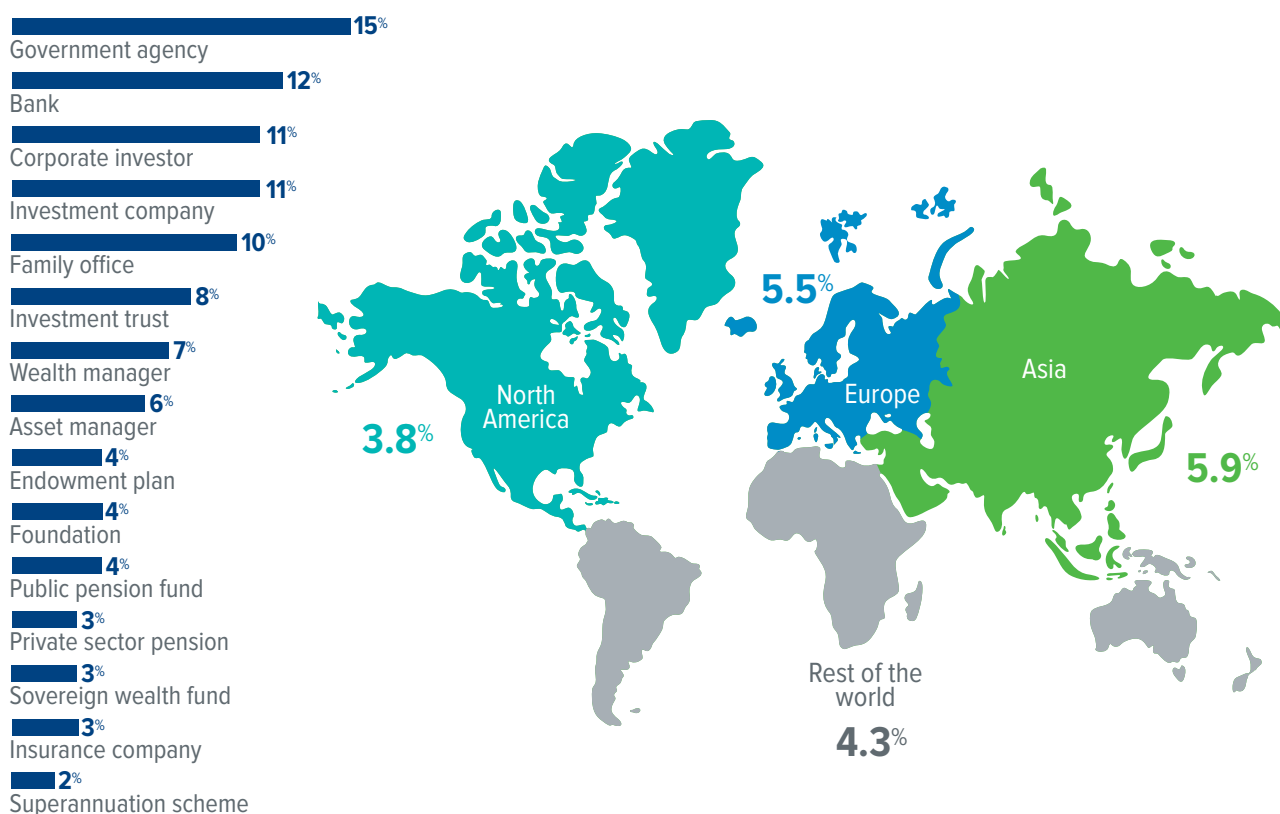 15%
Government agency
12%
Bank
11%
Corporate investor
11%
Investment company
10%
Family office
8%
Investment trust
7%
Wealth manager
6%
Asset manager
4%
Endowment plan
4%
Foundation
4%
Public pension fund
3%
Private sector pension
3%
Sovereign wealth fund
3%
Insurance company
2%
Superannuation scheme
North
America
3.8%
5.5%
Europe
Asia
5.9%
Rest of the
world
4.3%